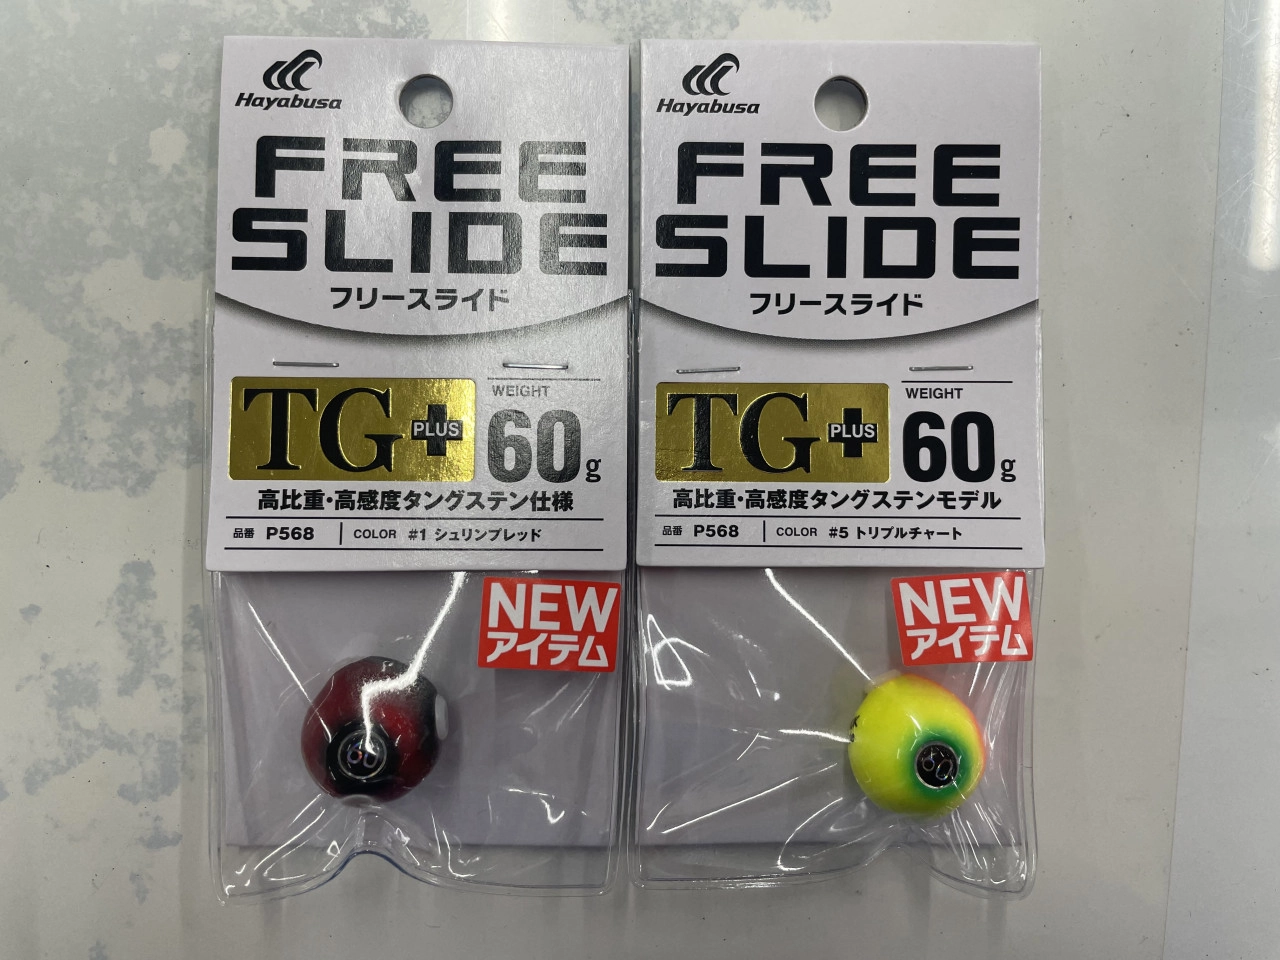 Hayabusa
FREE
SLIDE
フリースライド
TG PLUS
WEIGHT
60g
高比重・高感度タングステン仕様
品番 P568 COLOR #1 シュリンプレッド
NEW
アイテム
60
Hayabusa
FREE
SLIDE
フリースライド
TG PLUS
WEIGHT
60g
高比重・高感度タングステンモデル
品番 P568 COLOR #5 トリプルチャート
NEW
アイテム
60